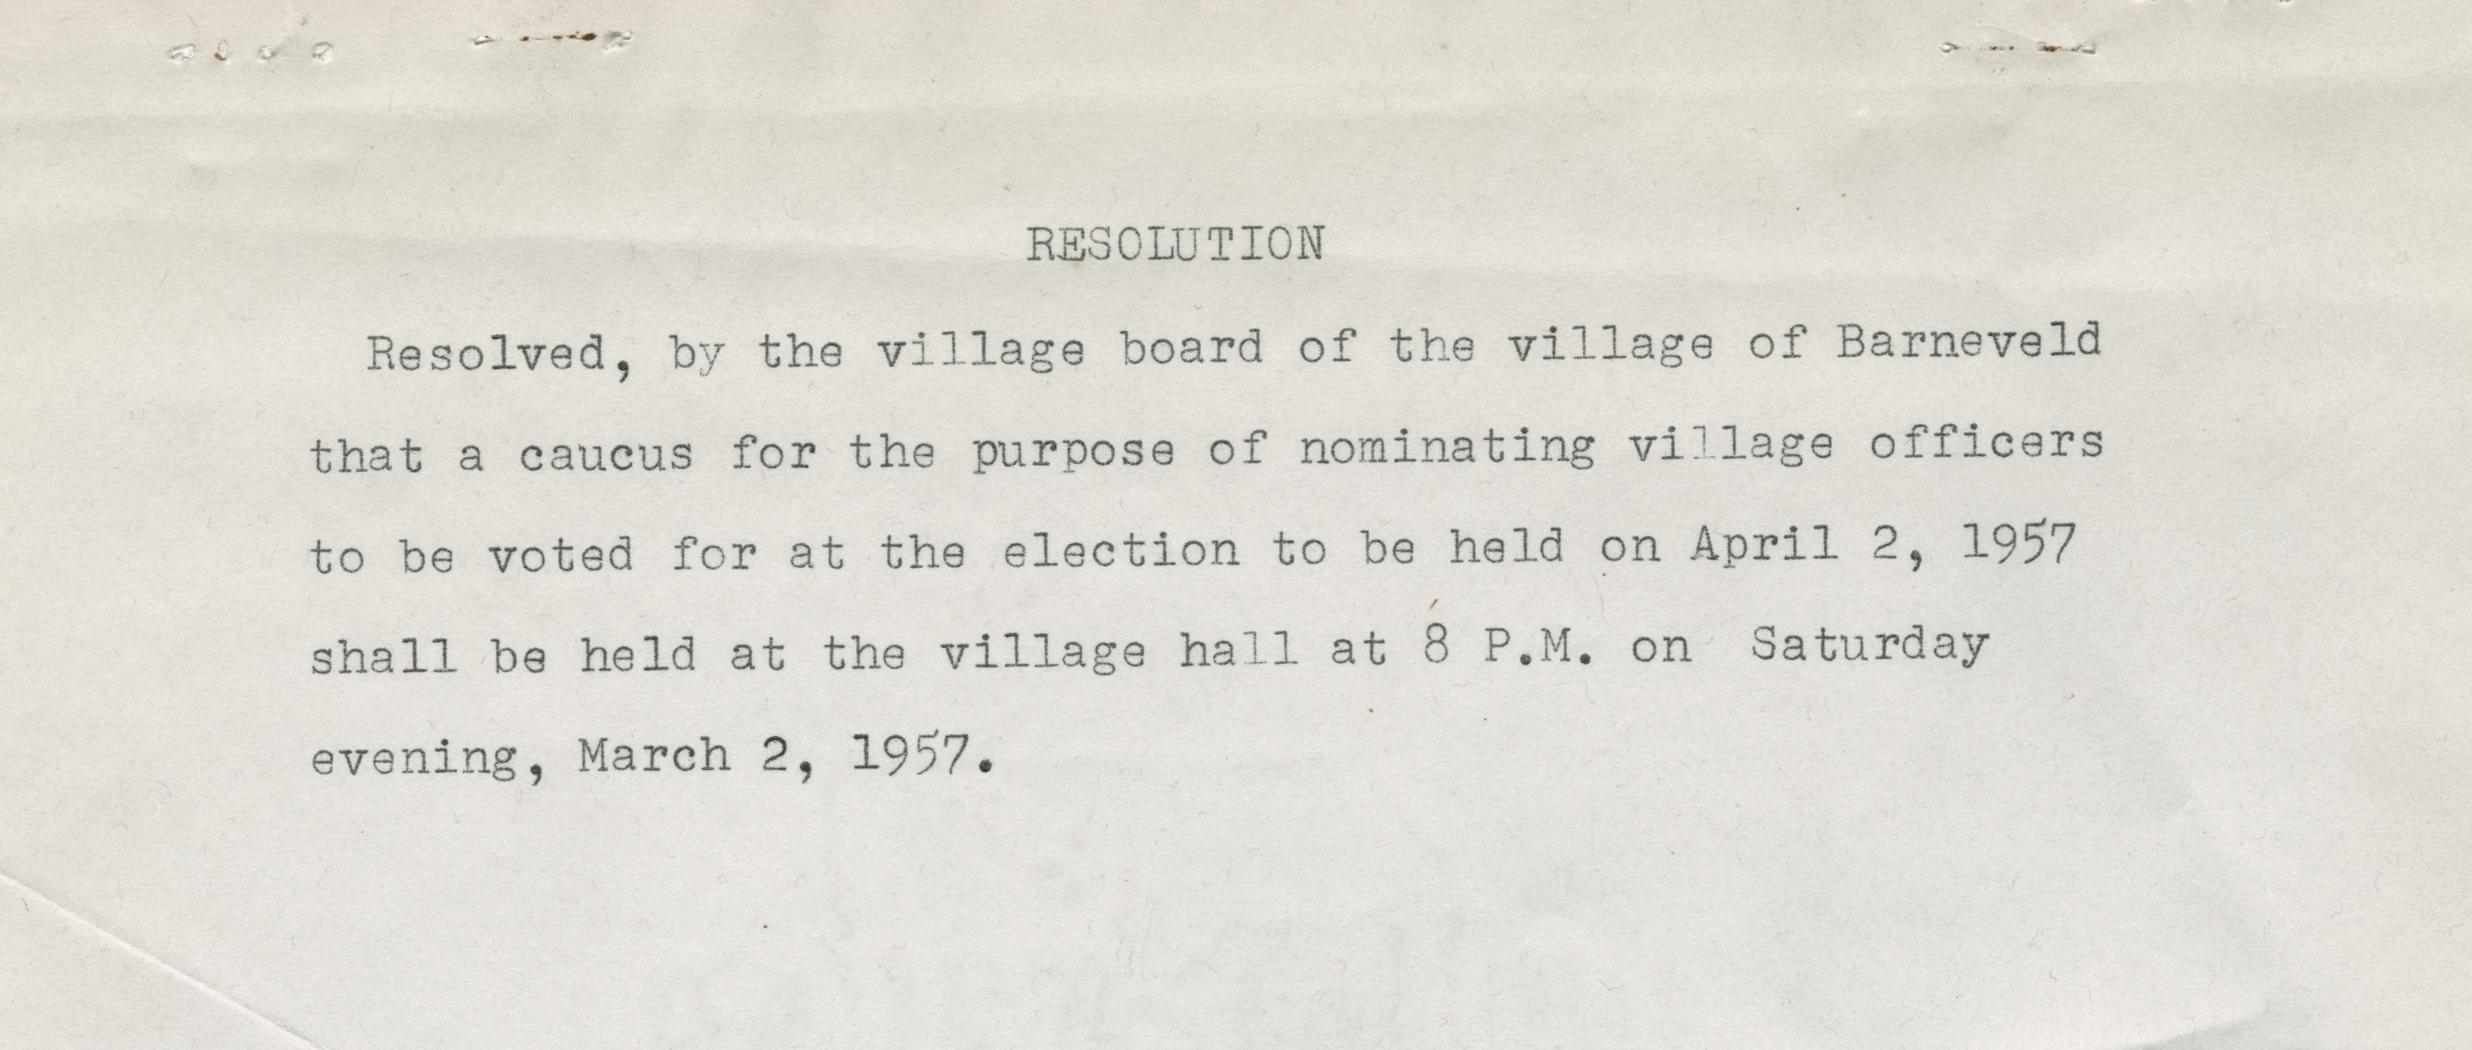 RESOLUTION
Resolved, by the village board of the village of Barneveld
that a caucus for the purpose of nominating village officers
to be voted for at the election to be held on April 2, 1957
shall be held at the village hall at 8 P.M. on  Saturday
evening, March 2, 1957.